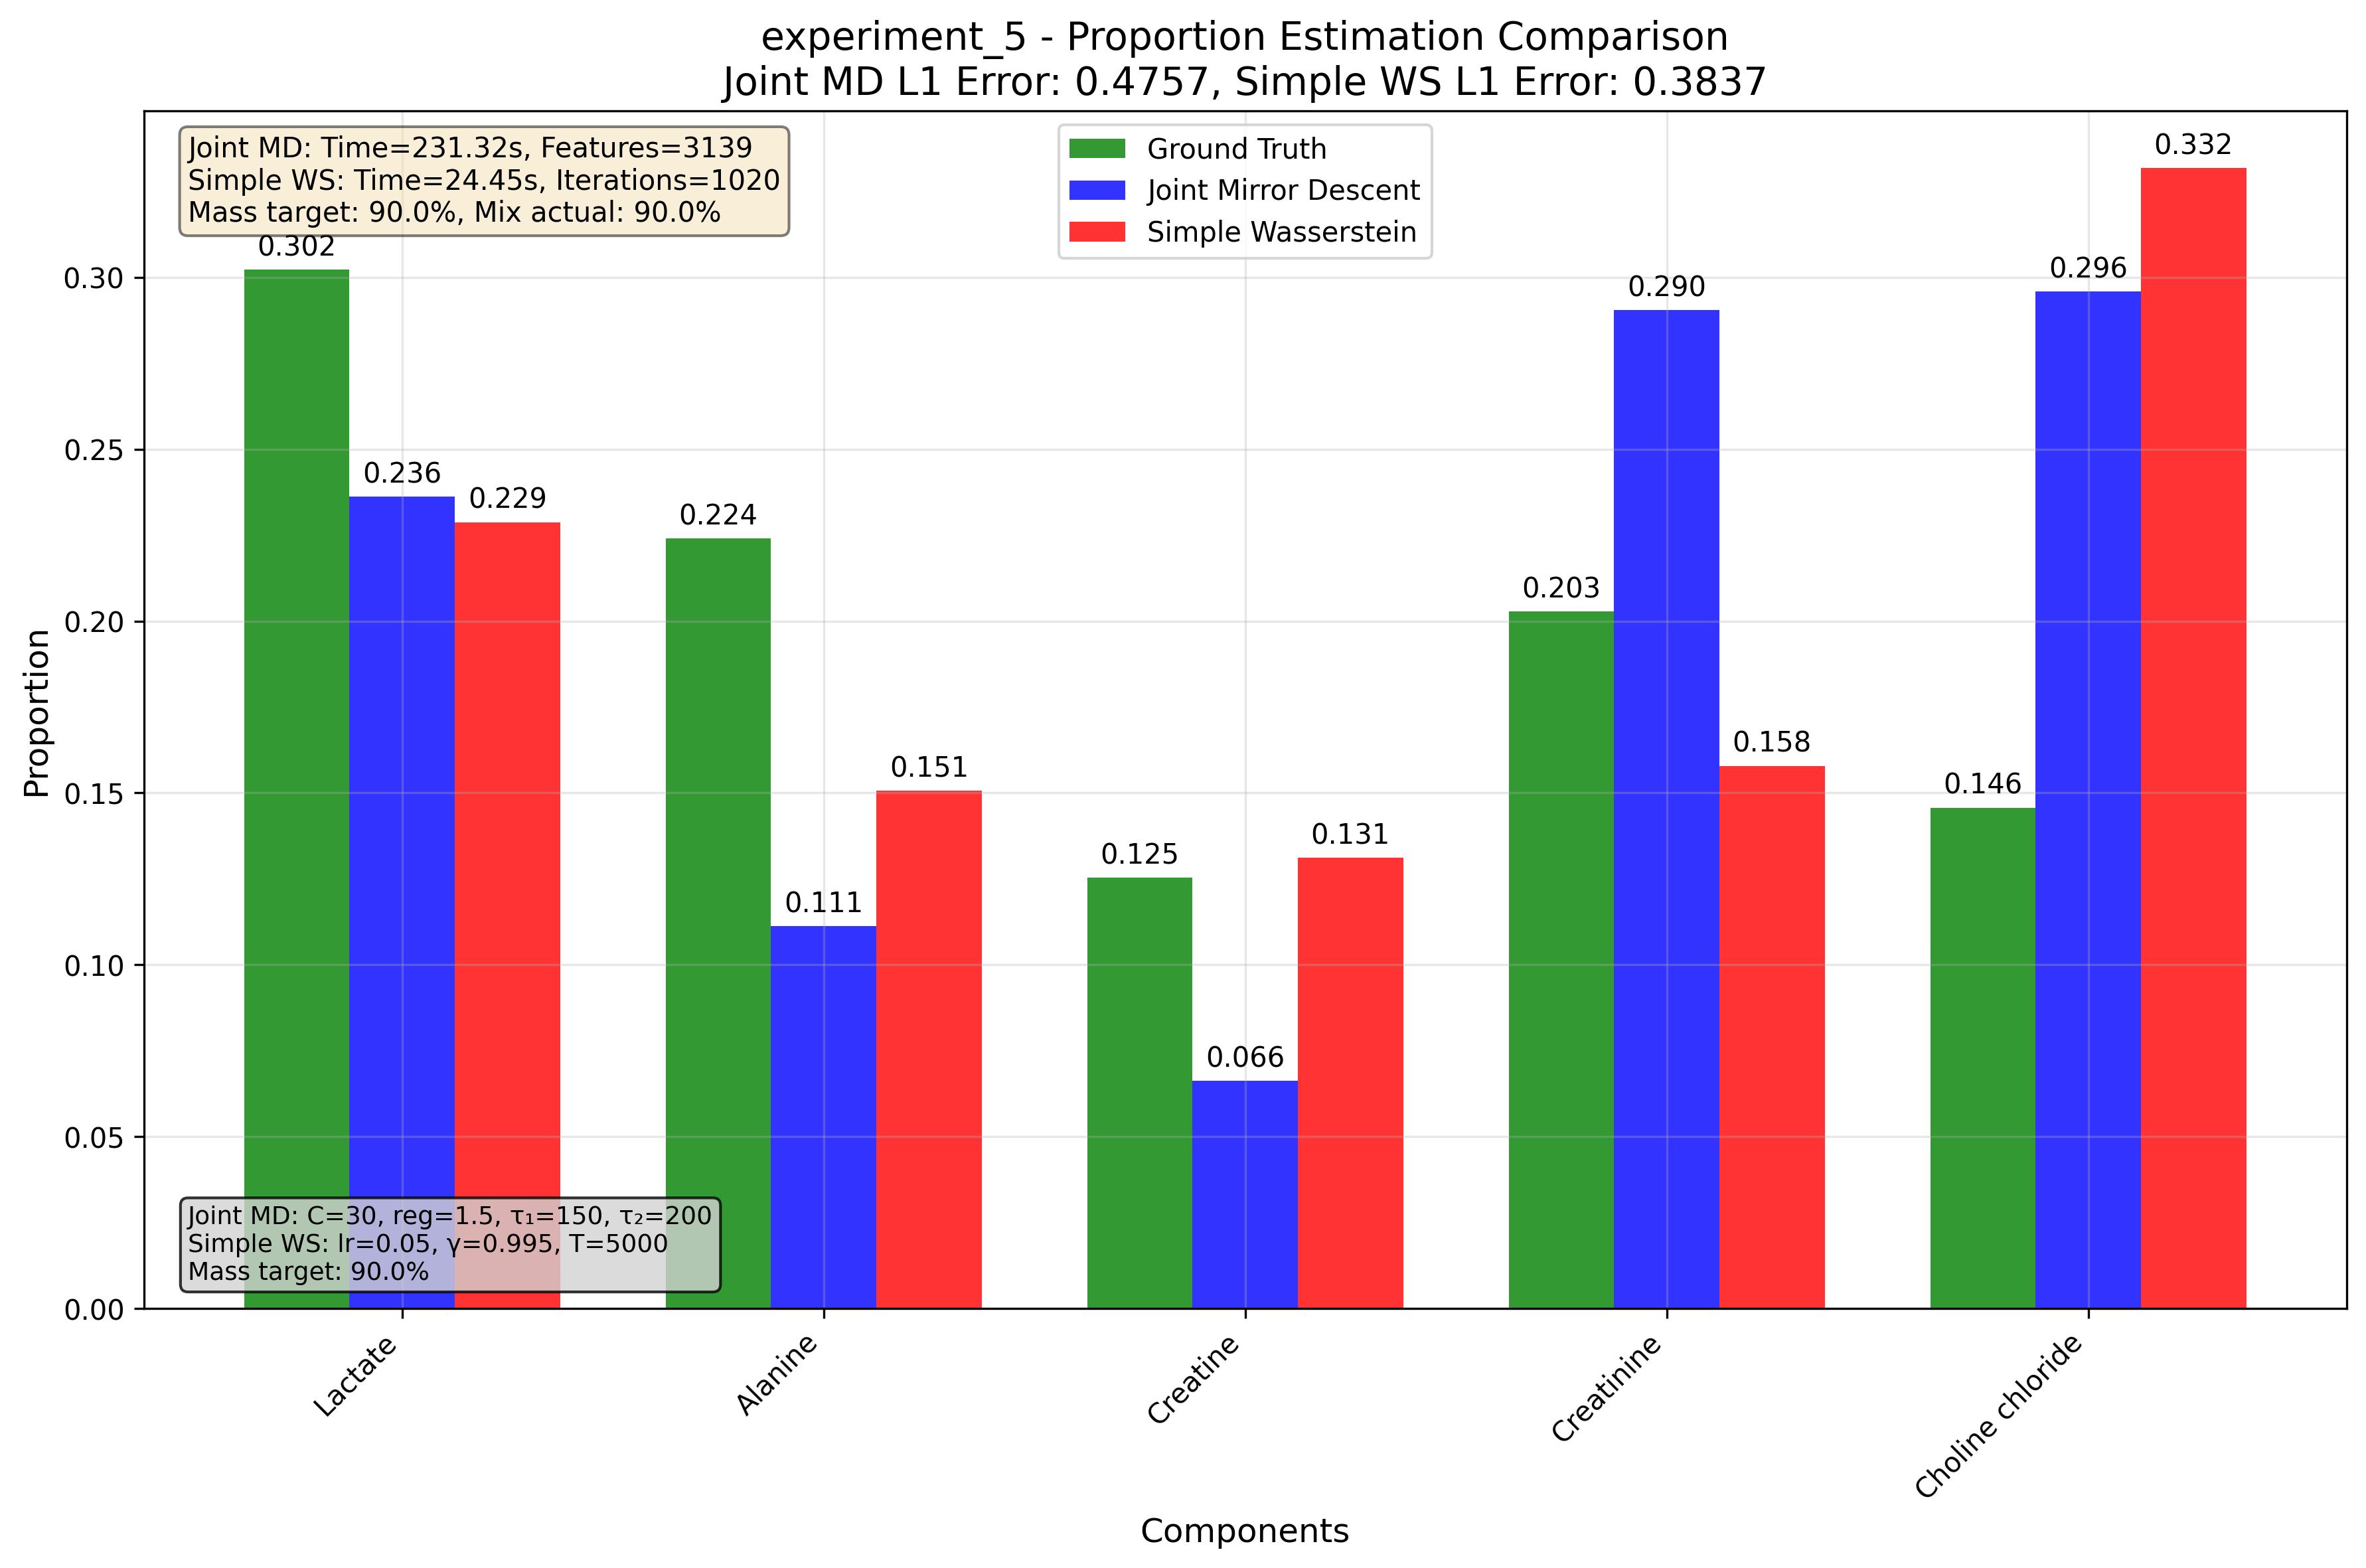 experiment_5 - Proportion Estimation Comparison
Joint MD L1 Error: 0.4757, Simple WS L1 Error: 0.3837
Joint MD: Time=231.32s, Features=3139
Simple WS: Time=24.45s, Iterations=1020
Mass target: 90.0%, Mix actual: 90.0%
Ground Truth
Joint Mirror Descent
Simple Wasserstein
0.302
0.236
0.229
0.224
0.111
0.151
0.125
0.066
0.131
0.203
0.290
0.158
0.146
0.296
0.332
Proportion
0.30
0.25
0.20
0.15
0.10
0.05
0.00
Joint MD: C=30, reg=1.5, τ₁=150, τ₂=200
Simple WS: lr=0.05, γ=0.995, T=5000
Mass target: 90.0%
Lactate
Alanine
Creatine
Creatinine
Choline chloride
Components